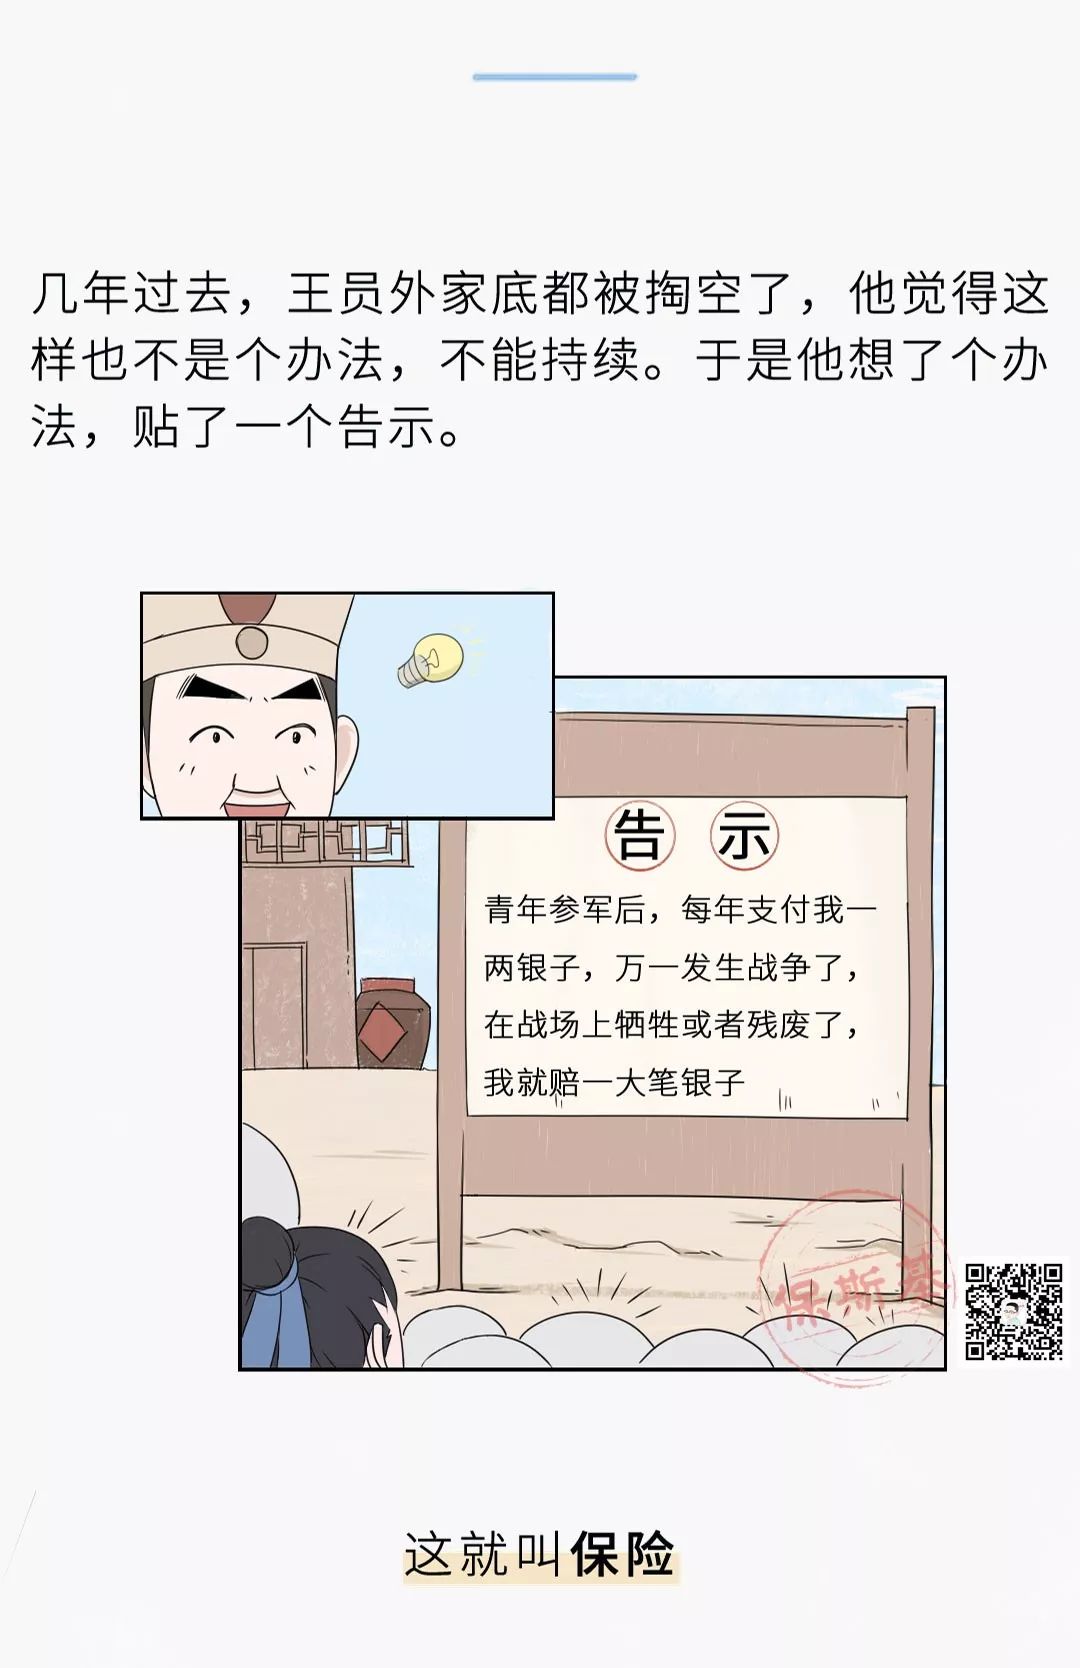 几年过去，王员外家底都被掏空了，他觉得这
样也不是个办法，不能持续。于是他想了个办
法，贴了一个告示。
告 示
青年参军后，每年支付我一
两银子，万一发生战争了，
在战场上牺牲或者残废了，
我就赔一大笔银子
保斯基
这就叫保险